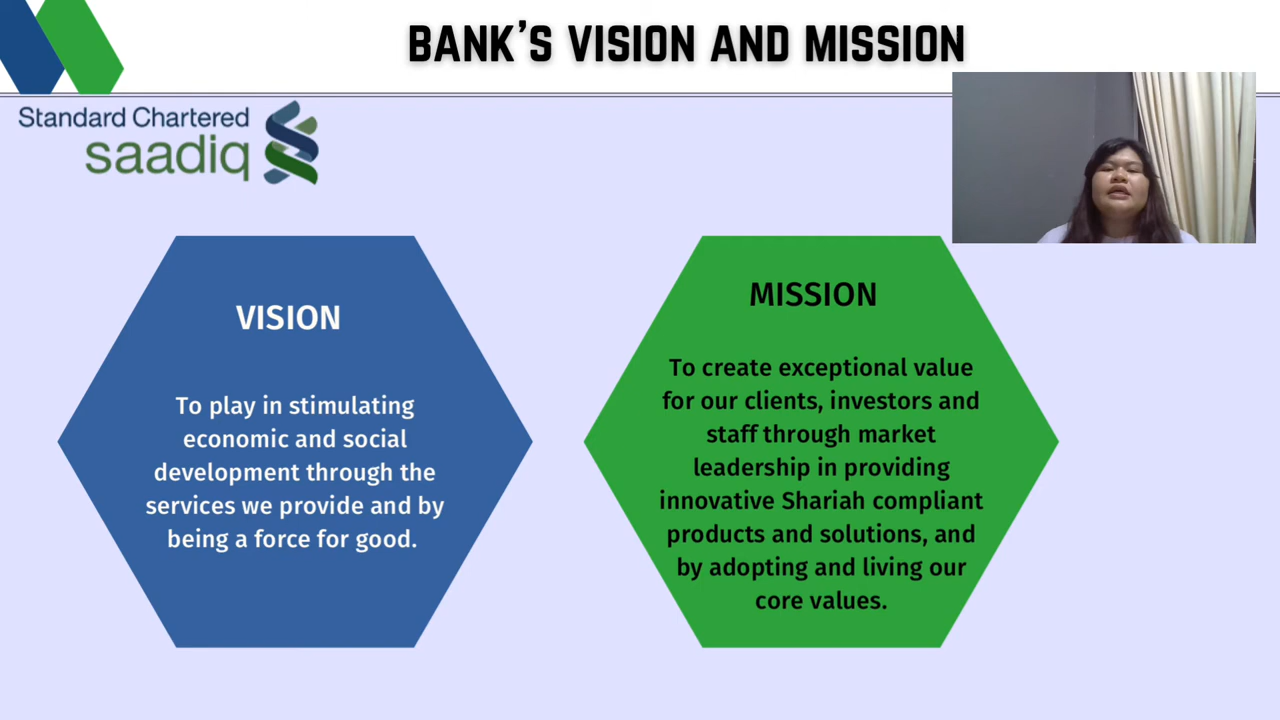 BANK'S VISION AND MISSION
Standard Chartered
saadiq
VISION
To play in stimulating
economic and social
development through the
services we provide and by
being a force for good.
MISSION
To create exceptional value
for our clients, investors and
staff through market
leadership in providing
innovative Shariah compliant
products and solutions, and
by adopting and living our
core values.